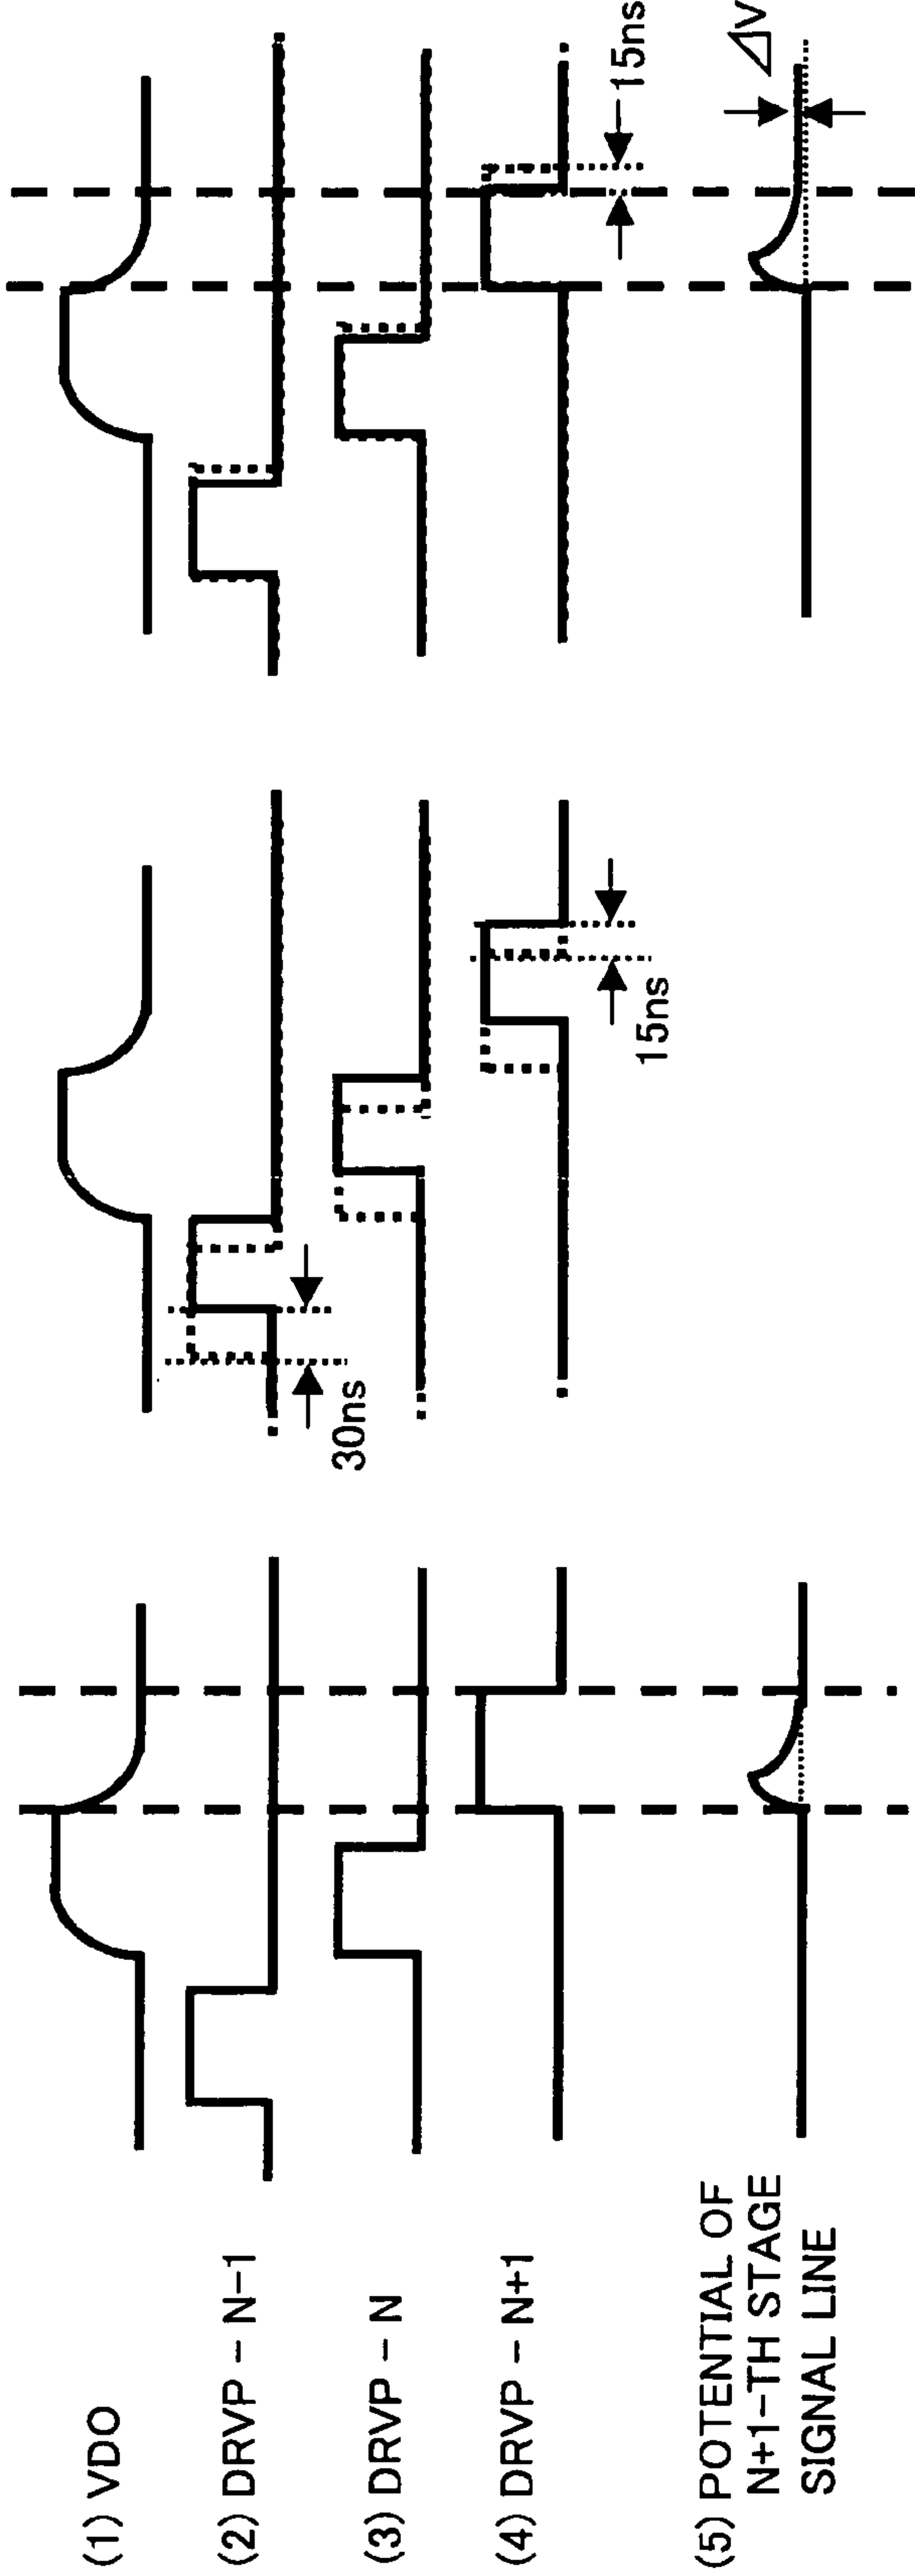 (1) VDO
(2) DRVP – N–1
(3) DRVP – N
(4) DRVP – N+1
(5) POTENTIAL OF
N+1–TH STAGE
SIGNAL LINE
30ns
15ns
15ns
ΔV